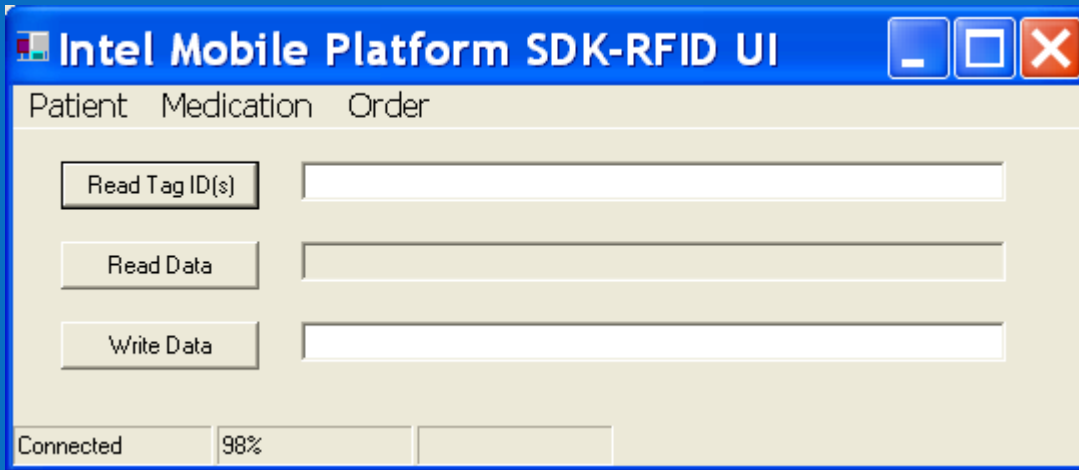 Intel Mobile Platform SDK-RFID UI
Patient Medication Order
Read Tag ID(s)
Read Data
Write Data
Connected 98%